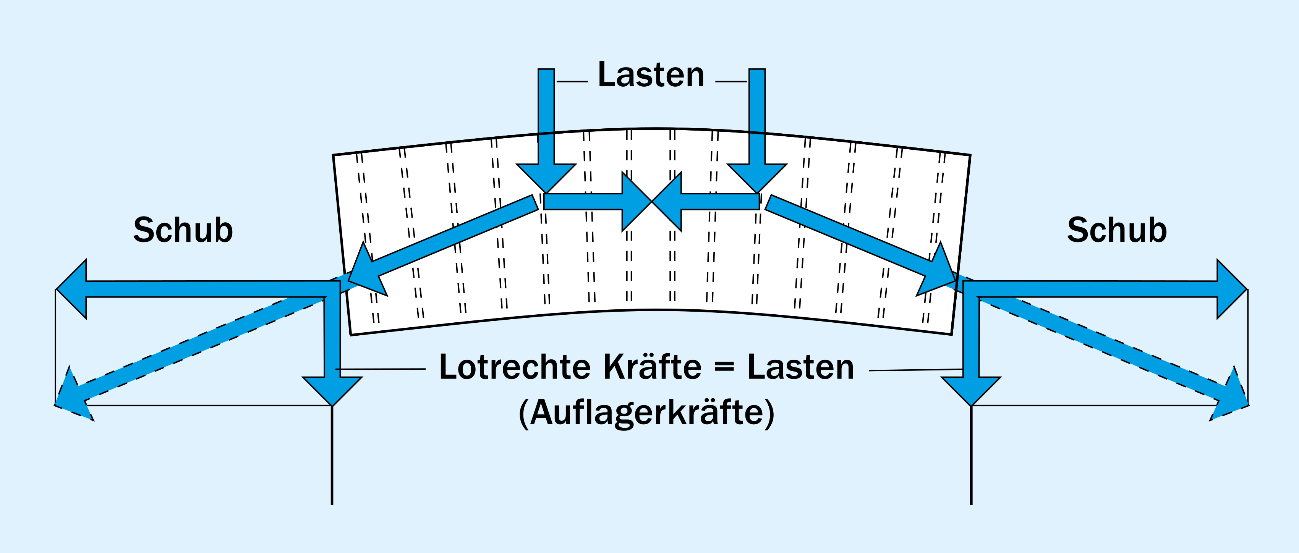 Lasten
Schub
Schub
Lotrechte Kräfte = Lasten
(Auflagerkräfte)